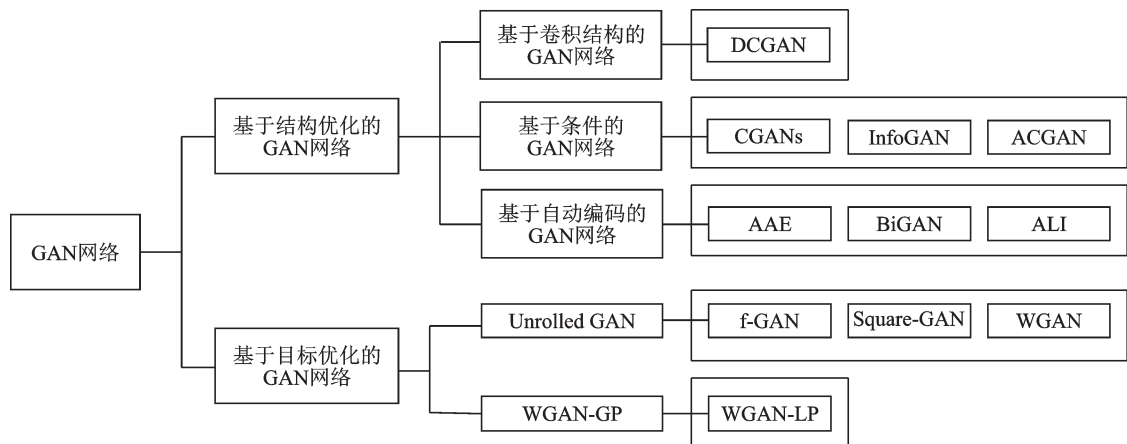 基于卷积结构的
GAN网络
DCGAN
基于结构优化的
GAN网络
基于条件的
GAN网络
CGANs
InfoGAN
ACGAN
基于自动编码的
GAN网络
AAE
BiGAN
ALI
GAN网络
Unrolled GAN
f-GAN
Square-GAN
WGAN
基于目标优化的
GAN网络
WGAN-GP
WGAN-LP